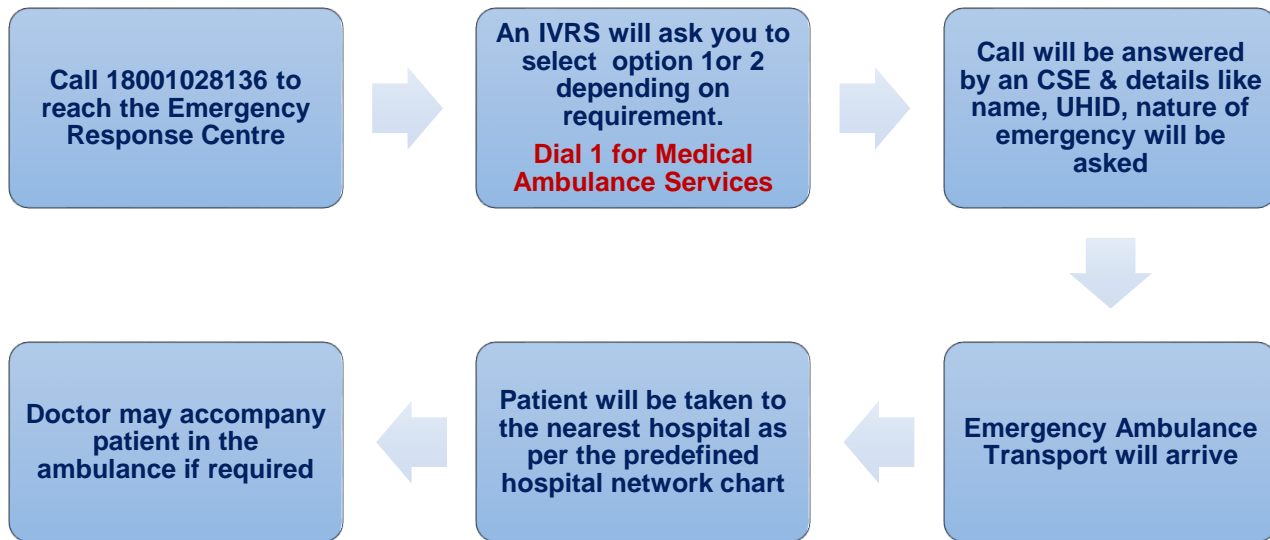 Call 18001028136 to
reach the Emergency
Response Centre
An IVRS will ask you to
select option 1or 2
depending on
requirement.
Dial 1 for Medical
Ambulance Services
Call will be answered
by an CSE & details like
name, UHID, nature of
emergency will be
asked
Emergency Ambulance
Transport will arrive
Patient will be taken to
the nearest hospital as
per the predefined
hospital network chart
Doctor may accompany
patient in the
ambulance if required